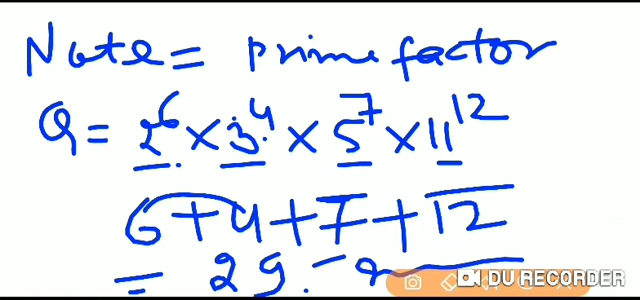 Note = prime factor
Q = 2^6 × 3^4 × 5^7 × 11^12
6 + 4 + 7 + 12
= 29.
DU RECORDER